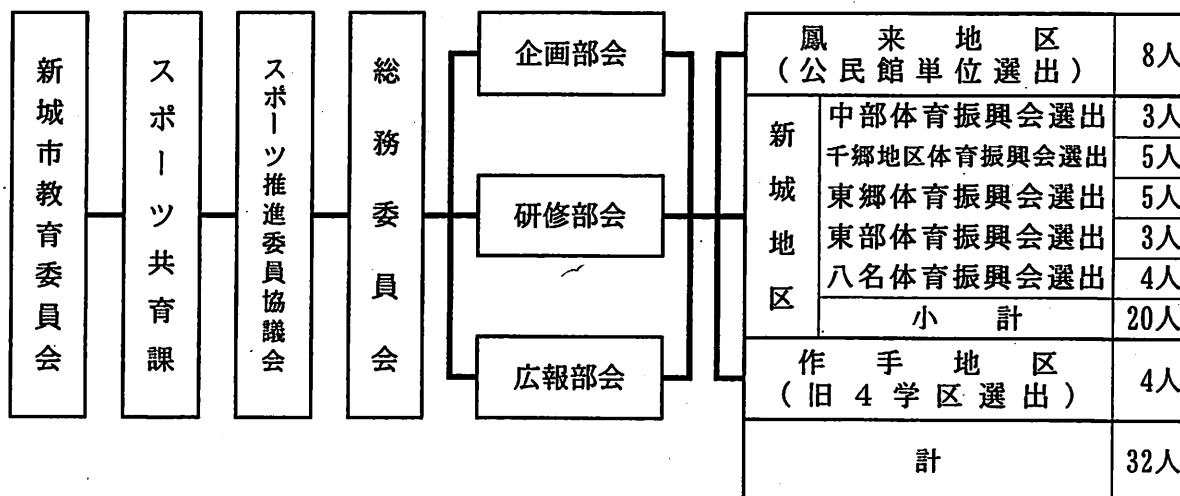 新城市教育委員会
スポーツ共育課
スポーツ推進委員協議会
総務委員会
企画部会
研修部会
広報部会
鳳来地区 8人
(公民館単位選出)
新城地区
中部体育振興会選出 3人
千郷地区体育振興会選出 5人
東郷体育振興会選出 5人
東部体育振興会選出 3人
八名体育振興会選出 4人
小計 20人
作手地区 4人
(旧4学区選出)
計 32人